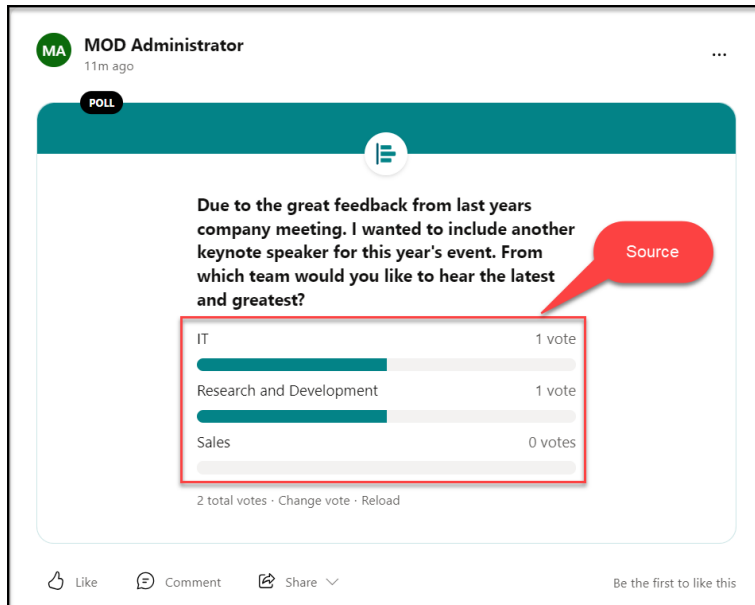 MA
MOD Administrator
11m ago
...
POLL
Due to the great feedback from last years
company meeting. I wanted to include another
keynote speaker for this year's event. From
which team would you like to hear the latest
and greatest?
Source
IT 1 vote
Research and Development 1 vote
Sales 0 votes
2 total votes · Change vote · Reload
Like Comment Share Be the first to like this